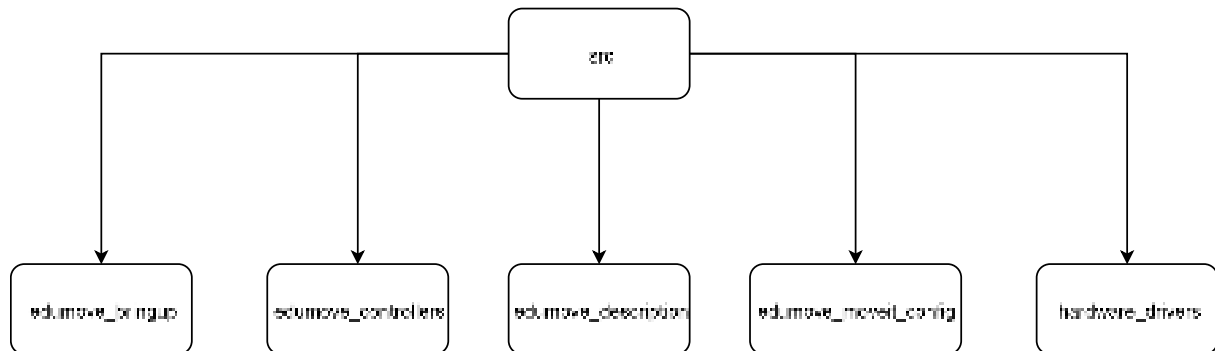 src
edumove_bringup
edumove_controllers
edumove_description
edumove_moveit_config
hardware_drivers